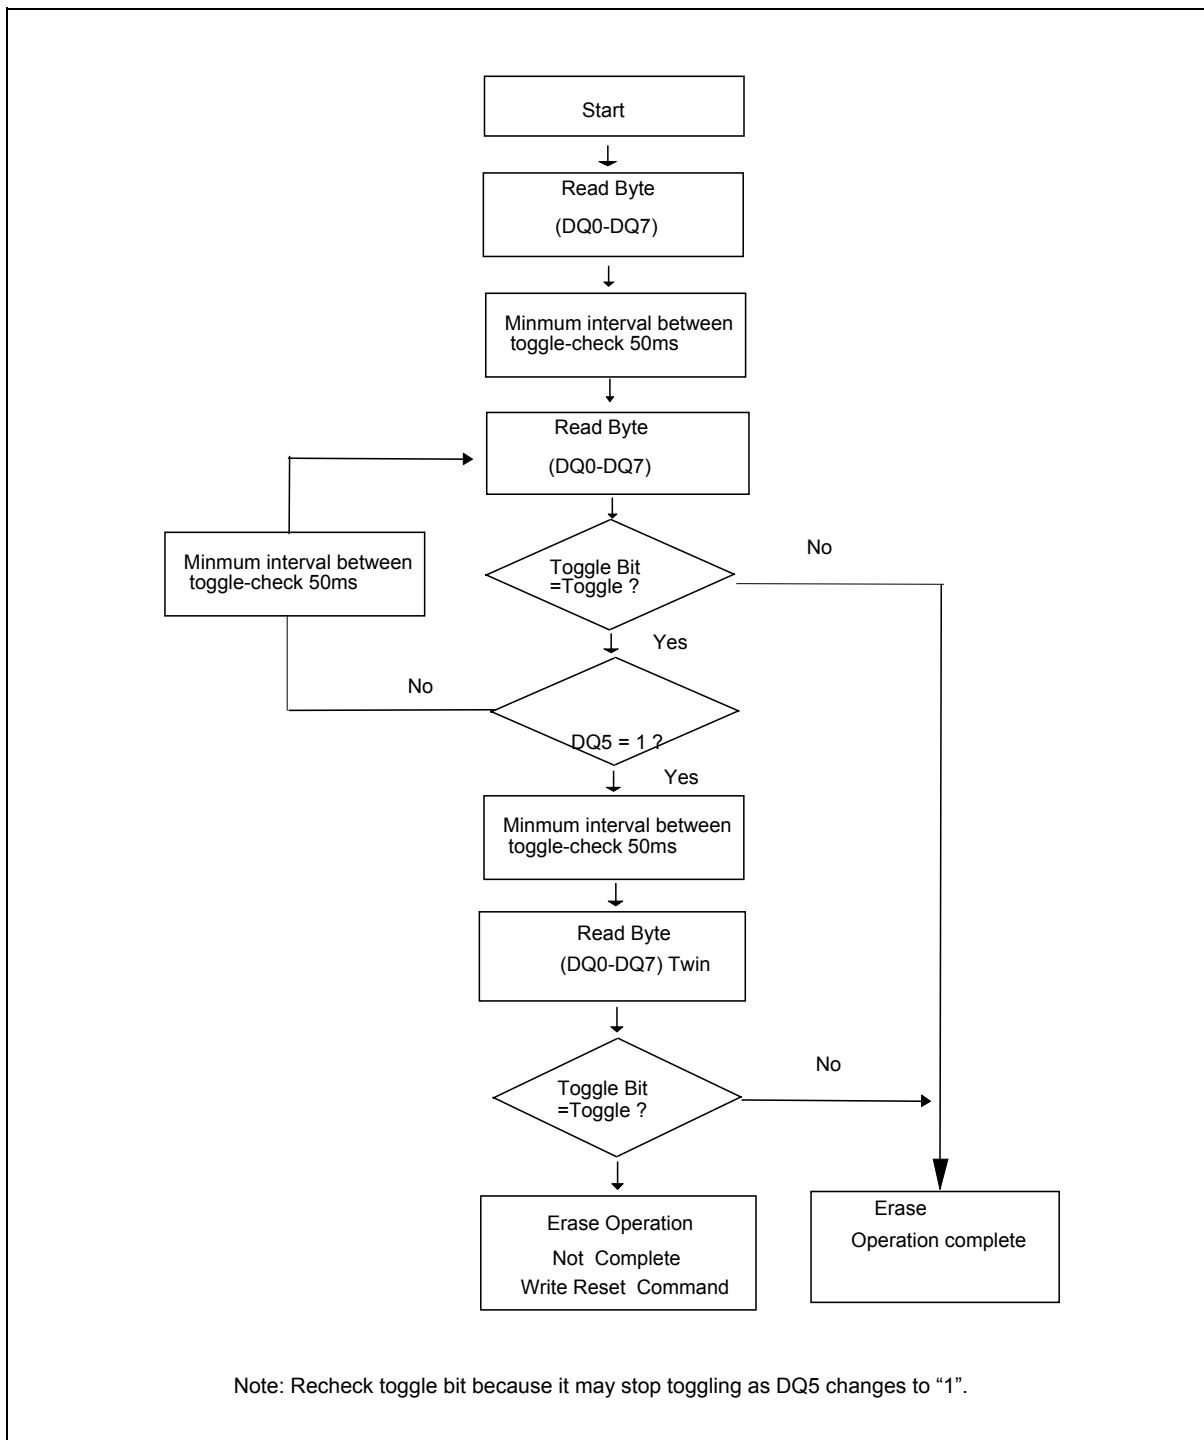 Start
Read Byte
(DQ0-DQ7)
Minmum interval between
toggle-check 50ms
Read Byte
(DQ0-DQ7)
Minmum interval between
toggle-check 50ms
Toggle Bit
=Toggle ?
No
Yes
No
DQ5 = 1 ?
Yes
Minmum interval between
toggle-check 50ms
Read Byte
(DQ0-DQ7) Twin
Toggle Bit
=Toggle ?
No
Erase Operation
Not Complete
Write Reset Command
Erase
Operation complete
Note: Recheck toggle bit because it may stop toggling as DQ5 changes to “1”.